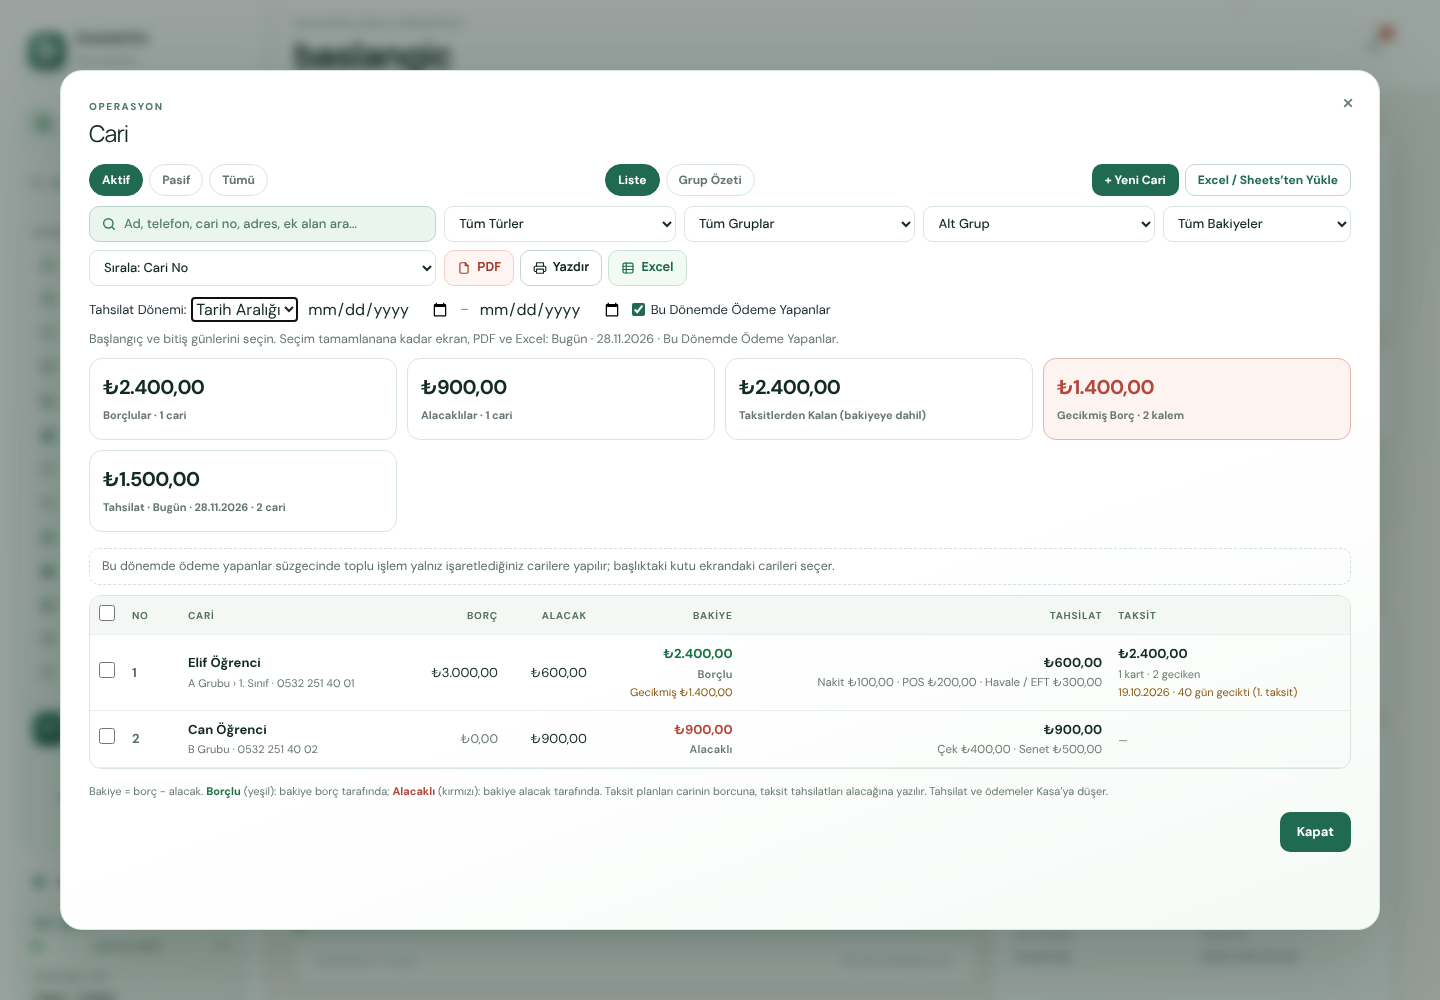 baslangic
OPERASYON
×
Cari
Aktif Pasif Tümü Liste Grup Özeti + Yeni Cari Excel / Sheets'ten Yükle
Ad, telefon, cari no, adres, ek alan ara... Tüm Türler Tüm Gruplar Alt Grup Tüm Bakiyeler
Sırala: Cari No PDF Yazdır Excel
Tahsilat Dönemi: Tarih Aralığı mm/dd/yyyy – mm/dd/yyyy Bu Dönemde Ödeme Yapanlar
Başlangıç ve bitiş günlerini seçin. Seçim tamamlanana kadar ekran, PDF ve Excel: Bugün · 28.11.2026 · Bu Dönemde Ödeme Yapanlar.
₺2.400,00 ₺900,00 ₺2.400,00 ₺1.400,00
Borçlular · 1 cari Alacaklılar · 1 cari Taksitlerden Kalan (bakiyeye dahil) Gecikmiş Borç · 2 kalem
₺1.500,00
Tahsilat · Bugün · 28.11.2026 · 2 cari
Bu dönemde ödeme yapanlar süzgecinde toplu işlem yalnız işaretlediğiniz carilere yapılır; başlıktaki kutu ekrandaki carileri seçer.
NO CARİ BORÇ ALACAK BAKİYE TAHSİLAT TAKSİT
1 Elif Öğrenci ₺3.000,00 ₺600,00 ₺2.400,00 ₺600,00 ₺2.400,00
A Grubu › 1. Sınıf · 0532 251 40 01 Borçlu Nakit ₺100,00 · POS ₺200,00 · Havale / EFT ₺300,00 1 kart · 2 geciken
Gecikmiş ₺1.400,00 19.10.2026 · 40 gün gecikti (1. taksit)
2 Can Öğrenci ₺0,00 ₺900,00 ₺900,00 ₺900,00 —
B Grubu · 0532 251 40 02 Alacaklı Çek ₺400,00 · Senet ₺500,00
Bakiye = borç − alacak. Borçlu (yeşil): bakiye borç tarafında; Alacaklı (kırmızı): bakiye alacak tarafında. Taksit planları carinin borcuna, taksit tahsilatları alacağına yazılır. Tahsilat ve ödemeler Kasa'ya düşer.
Kapat